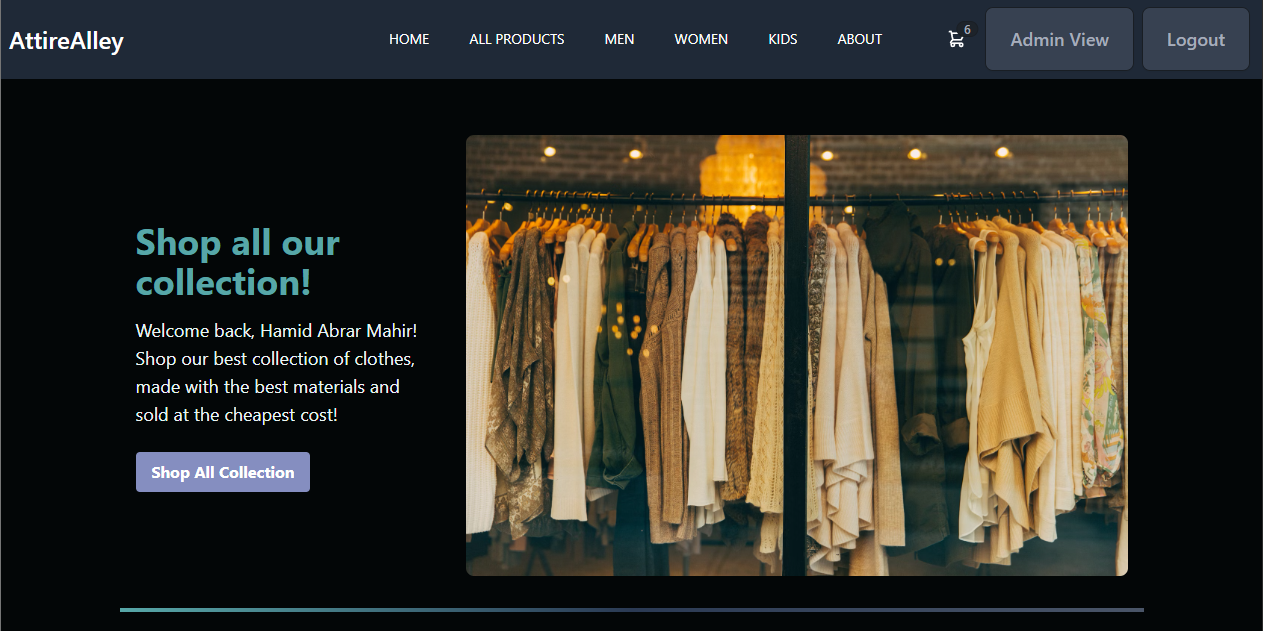 AttireAlley
HOME ALL PRODUCTS MEN WOMEN KIDS ABOUT 6 Admin View Logout
Shop all our
collection!
Welcome back, Hamid Abrar Mahir!
Shop our best collection of clothes,
made with the best materials and
sold at the cheapest cost!
Shop All Collection